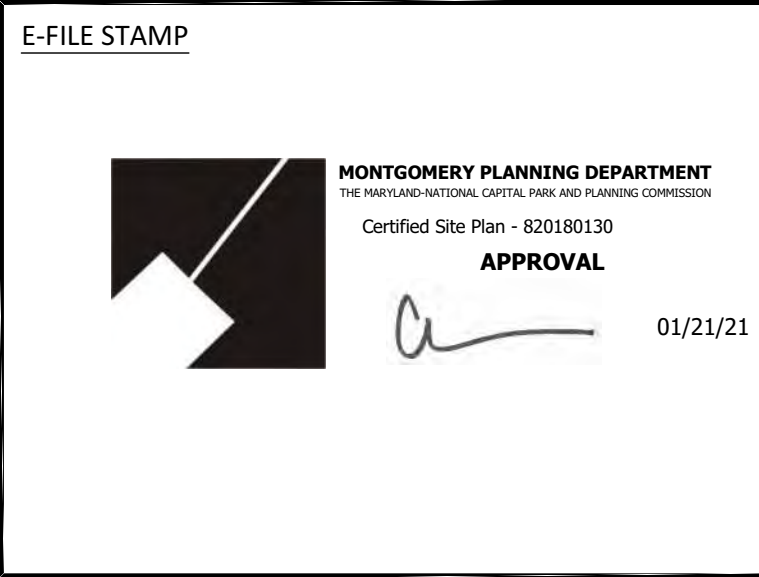 E-FILE STAMP
MONTGOMERY PLANNING DEPARTMENT
THE MARYLAND-NATIONAL CAPITAL PARK AND PLANNING COMMISSION
Certified Site Plan - 820180130
APPROVAL
01/21/21